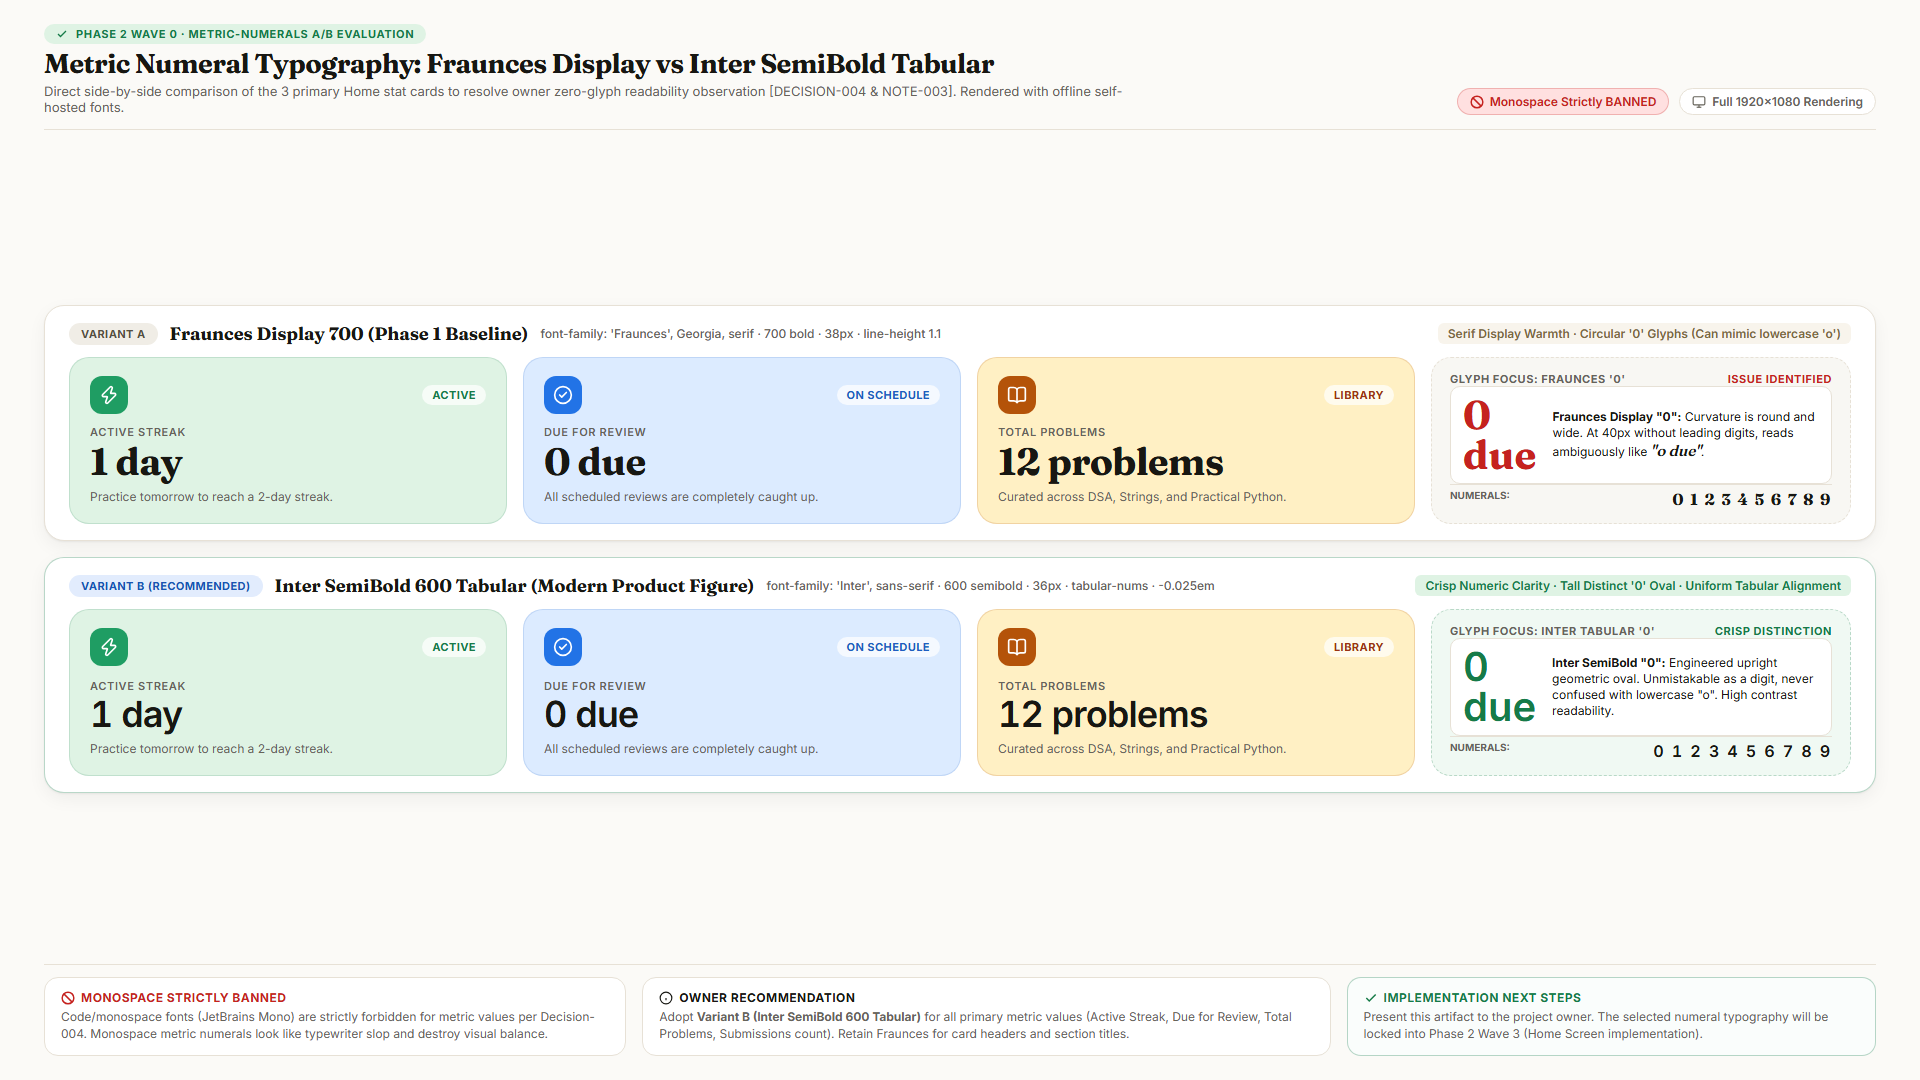 PHASE 2 WAVE 0 · METRIC-NUMERALS A/B EVALUATION
Metric Numeral Typography: Fraunces Display vs Inter SemiBold Tabular
Direct side-by-side comparison of the 3 primary Home stat cards to resolve owner zero-glyph readability observation [DECISION-004 & NOTE-003]. Rendered with offline self-
hosted fonts.
Monospace Strictly BANNED
Full 1920×1080 Rendering
VARIANT A
Fraunces Display 700 (Phase 1 Baseline)
font-family: 'Fraunces', Georgia, serif · 700 bold · 38px · line-height 1.1
Serif Display Warmth · Circular '0' Glyphs (Can mimic lowercase 'o')
ACTIVE
ACTIVE STREAK
1 day
Practice tomorrow to reach a 2-day streak.
ON SCHEDULE
DUE FOR REVIEW
0 due
All scheduled reviews are completely caught up.
LIBRARY
TOTAL PROBLEMS
12 problems
Curated across DSA, Strings, and Practical Python.
GLYPH FOCUS: FRAUNCES '0'
ISSUE IDENTIFIED
0
due
Fraunces Display "0": Curvature is round and
wide. At 40px without leading digits, reads
ambiguously like "o due".
NUMERALS:
0 1 2 3 4 5 6 7 8 9
VARIANT B (RECOMMENDED)
Inter SemiBold 600 Tabular (Modern Product Figure)
font-family: 'Inter', sans-serif · 600 semibold · 36px · tabular-nums · -0.025em
Crisp Numeric Clarity · Tall Distinct '0' Oval · Uniform Tabular Alignment
ACTIVE
ACTIVE STREAK
1 day
Practice tomorrow to reach a 2-day streak.
ON SCHEDULE
DUE FOR REVIEW
0 due
All scheduled reviews are completely caught up.
LIBRARY
TOTAL PROBLEMS
12 problems
Curated across DSA, Strings, and Practical Python.
GLYPH FOCUS: INTER TABULAR '0'
CRISP DISTINCTION
0
due
Inter SemiBold "0": Engineered upright
geometric oval. Unmistakable as a digit, never
confused with lowercase "o". High contrast
readability.
NUMERALS:
0 1 2 3 4 5 6 7 8 9
MONOSPACE STRICTLY BANNED
Code/monospace fonts (JetBrains Mono) are strictly forbidden for metric values per Decision-
004. Monospace metric numerals look like typewriter slop and destroy visual balance.
OWNER RECOMMENDATION
Adopt Variant B (Inter SemiBold 600 Tabular) for all primary metric values (Active Streak, Due for Review, Total
Problems, Submissions count). Retain Fraunces for card headers and section titles.
IMPLEMENTATION NEXT STEPS
Present this artifact to the project owner. The selected numeral typography will be
locked into Phase 2 Wave 3 (Home Screen implementation).